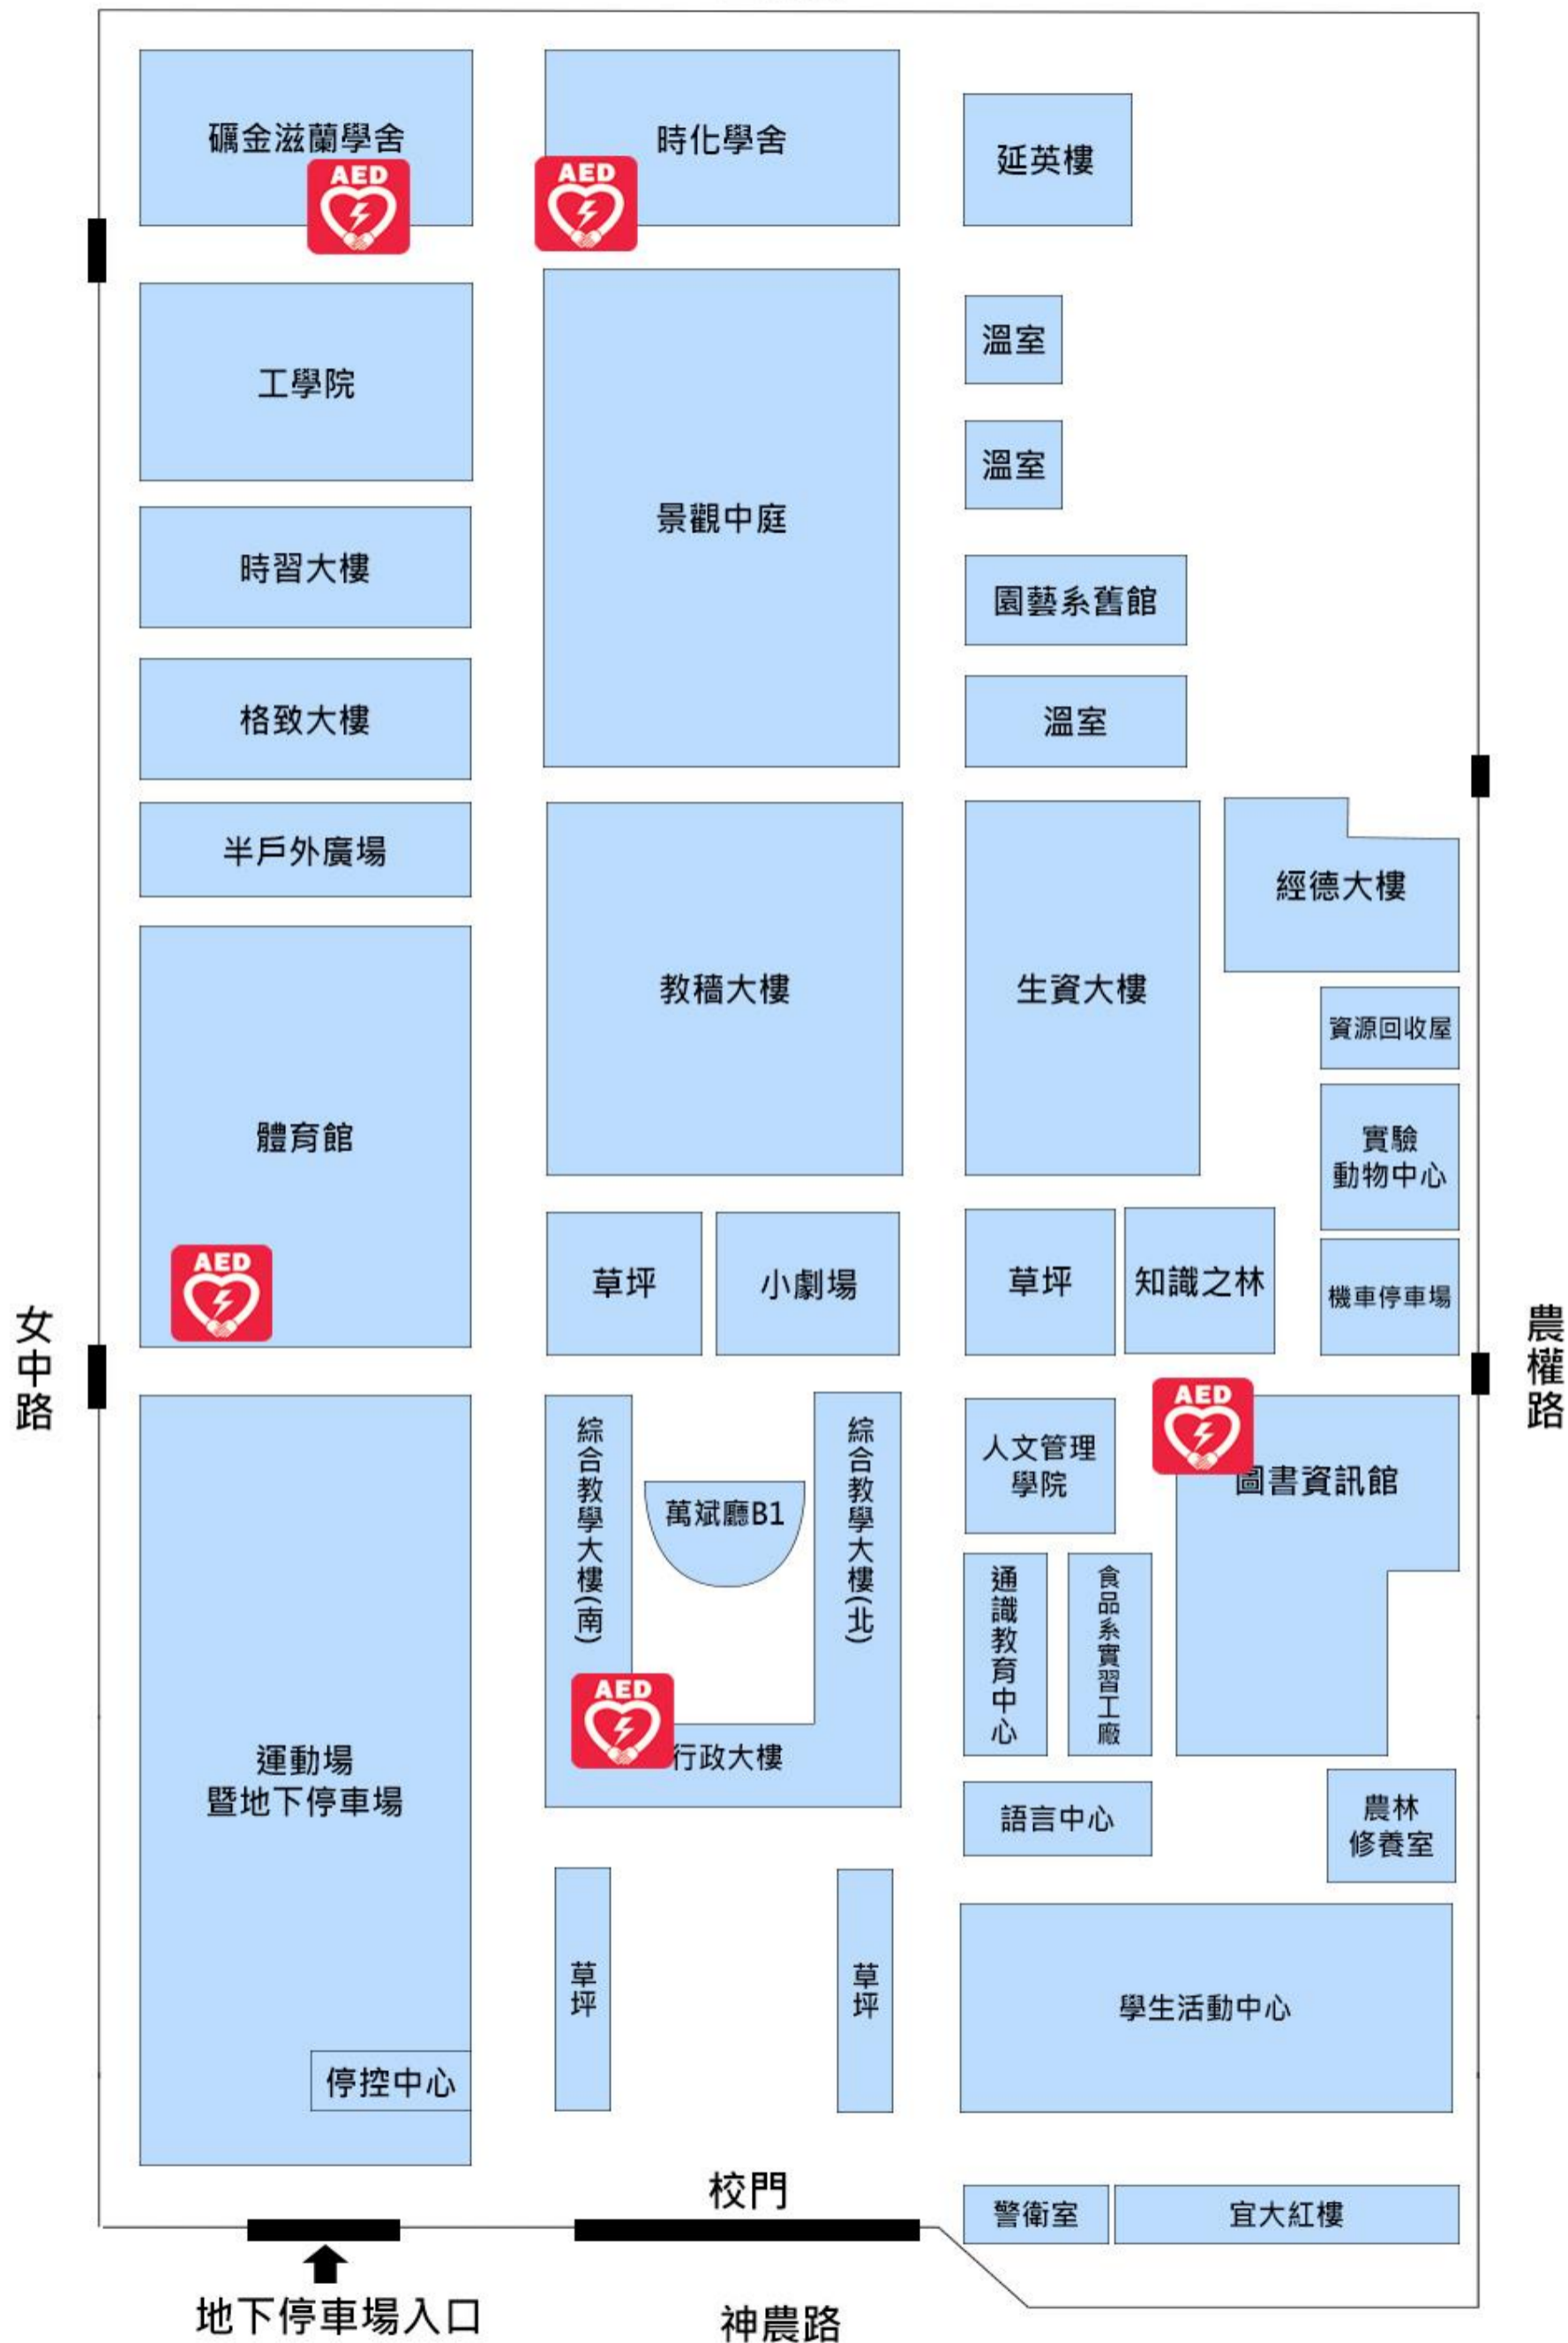 礪金滋蘭學舍
AED
時化學舍
AED
延英樓
工學院
溫室
溫室
景觀中庭
時習大樓
園藝系舊館
格致大樓
溫室
半戶外廣場
經德大樓
教穡大樓
生資大樓
資源回收屋
體育館
AED
實驗
動物中心
草坪
小劇場
草坪
知識之林
機車停車場
女中路
農權路
綜合教學大樓(南)
萬斌廳B1
綜合教學大樓(北)
人文管理
學院
AED
圖書資訊館
通識教育中心
食品系實習工廠
AED
行政大樓
運動場
暨地下停車場
語言中心
農林
修養室
草坪
草坪
學生活動中心
停控中心
校門
警衛室
宜大紅樓
地下停車場入口
神農路